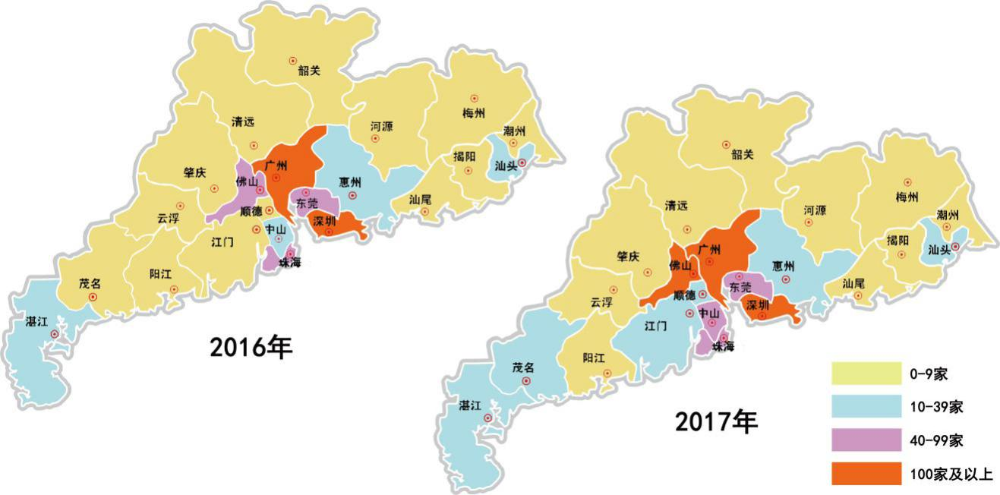 韶关
清远
河源
梅州
潮州
揭阳
汕头
肇庆
广州
佛山
惠州
汕尾
东莞
云浮
顺德
深圳
中山
江门
珠海
阳江
茂名
湛江
2016年
韶关
清远
河源
梅州
潮州
揭阳
汕头
肇庆
广州
佛山
惠州
汕尾
东莞
云浮
顺德
深圳
中山
江门
珠海
阳江
茂名
湛江
2017年
0-9家
10-39家
40-99家
100家及以上